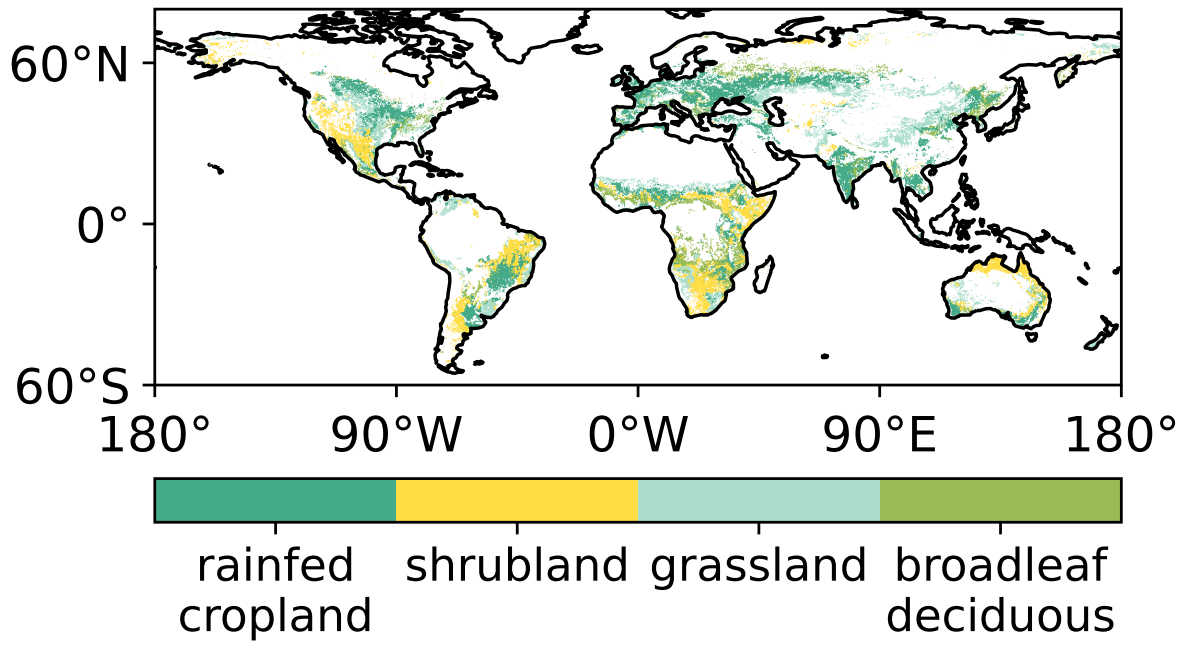 60°N
0°
60°S
180° 90°W 0°W 90°E 180°
rainfed shrubland grassland broadleaf
cropland deciduous